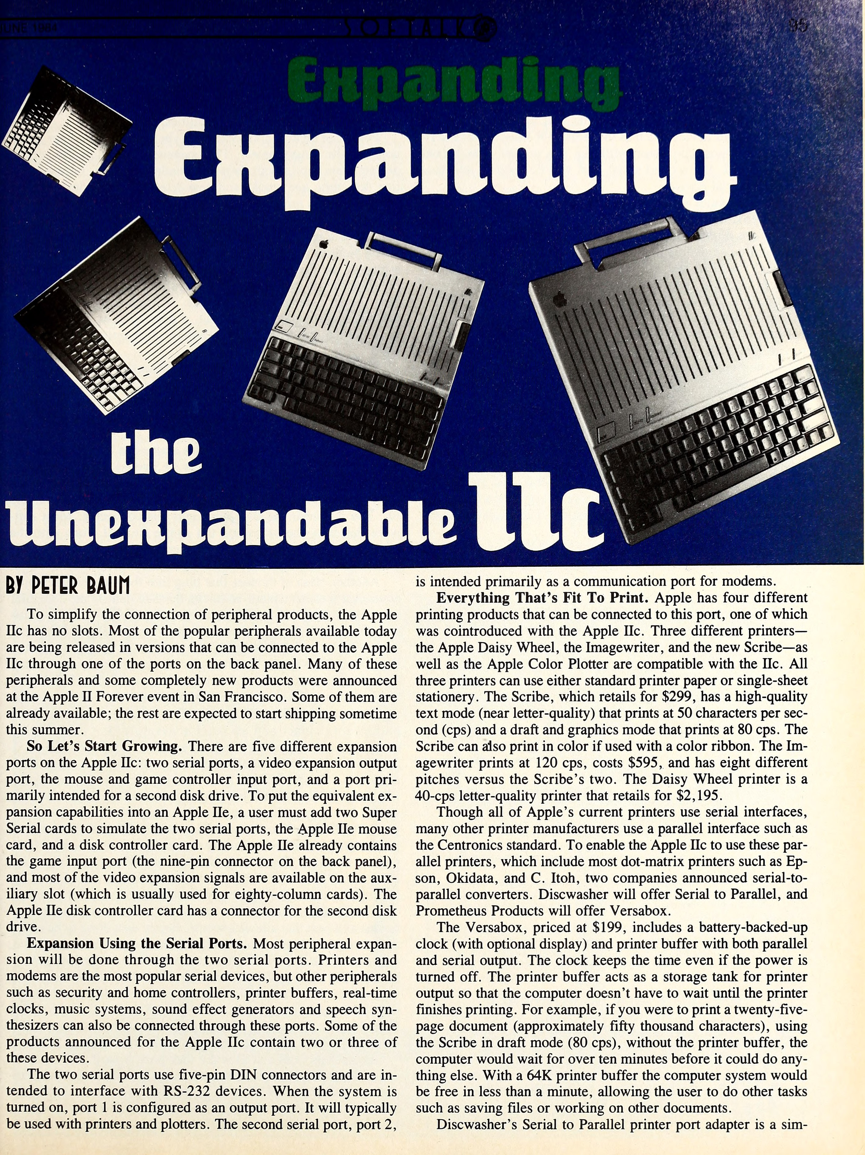 JUNE 1984
SOFTALK
95
Expanding
Expanding
the
Unexpandable IIc
BY PETER BAUM
To simplify the connection of peripheral products, the Apple
IIc has no slots. Most of the popular peripherals available today
are being released in versions that can be connected to the Apple
IIc through one of the ports on the back panel. Many of these
peripherals and some completely new products were announced
at the Apple II Forever event in San Francisco. Some of them are
already available; the rest are expected to start shipping sometime
this summer.
So Let's Start Growing. There are five different expansion
ports on the Apple IIc: two serial ports, a video expansion output
port, the mouse and game controller input port, and a port pri-
marily intended for a second disk drive. To put the equivalent ex-
pansion capabilities into an Apple IIe, a user must add two Super
Serial cards to simulate the two serial ports, the Apple IIe mouse
card, and a disk controller card. The Apple IIe already contains
the game input port (the nine-pin connector on the back panel),
and most of the video expansion signals are available on the aux-
iliary slot (which is usually used for eighty-column cards). The
Apple IIe disk controller card has a connector for the second disk
drive.
Expansion Using the Serial Ports. Most peripheral expan-
sion will be done through the two serial ports. Printers and
modems are the most popular serial devices, but other peripherals
such as security and home controllers, printer buffers, real-time
clocks, music systems, sound effect generators and speech syn-
thesizers can also be connected through these ports. Some of the
products announced for the Apple IIc contain two or three of
these devices.
The two serial ports use five-pin DIN connectors and are in-
tended to interface with RS-232 devices. When the system is
turned on, port 1 is configured as an output port. It will typically
be used with printers and plotters. The second serial port, port 2,
is intended primarily as a communication port for modems.
Everything That's Fit To Print. Apple has four different
printing products that can be connected to this port, one of which
was cointroduced with the Apple IIc. Three different printers—
the Apple Daisy Wheel, the Imagewriter, and the new Scribe—as
well as the Apple Color Plotter are compatible with the IIc. All
three printers can use either standard printer paper or single-sheet
stationery. The Scribe, which retails for $299, has a high-quality
text mode (near letter-quality) that prints at 50 characters per sec-
ond (cps) and a draft and graphics mode that prints at 80 cps. The
Scribe can also print in color if used with a color ribbon. The Im-
agewriter prints at 120 cps, costs $595, and has eight different
pitches versus the Scribe's two. The Daisy Wheel printer is a
40-cps letter-quality printer that retails for $2,195.
Though all of Apple's current printers use serial interfaces,
many other printer manufacturers use a parallel interface such as
the Centronics standard. To enable the Apple IIc to use these par-
allel printers, which include most dot-matrix printers such as Ep-
son, Okidata, and C. Itoh, two companies announced serial-to-
parallel converters. Discwasher will offer Serial to Parallel, and
Prometheus Products will offer Versabox.
The Versabox, priced at $199, includes a battery-backed-up
clock (with optional display) and printer buffer with both parallel
and serial output. The clock keeps the time even if the power is
turned off. The printer buffer acts as a storage tank for printer
output so that the computer doesn't have to wait until the printer
finishes printing. For example, if you were to print a twenty-five-
page document (approximately fifty thousand characters), using
the Scribe in draft mode (80 cps), without the printer buffer, the
computer would wait for over ten minutes before it could do any-
thing else. With a 64K printer buffer the computer system would
be free in less than a minute, allowing the user to do other tasks
such as saving files or working on other documents.
Discwasher's Serial to Parallel printer port adapter is a sim-